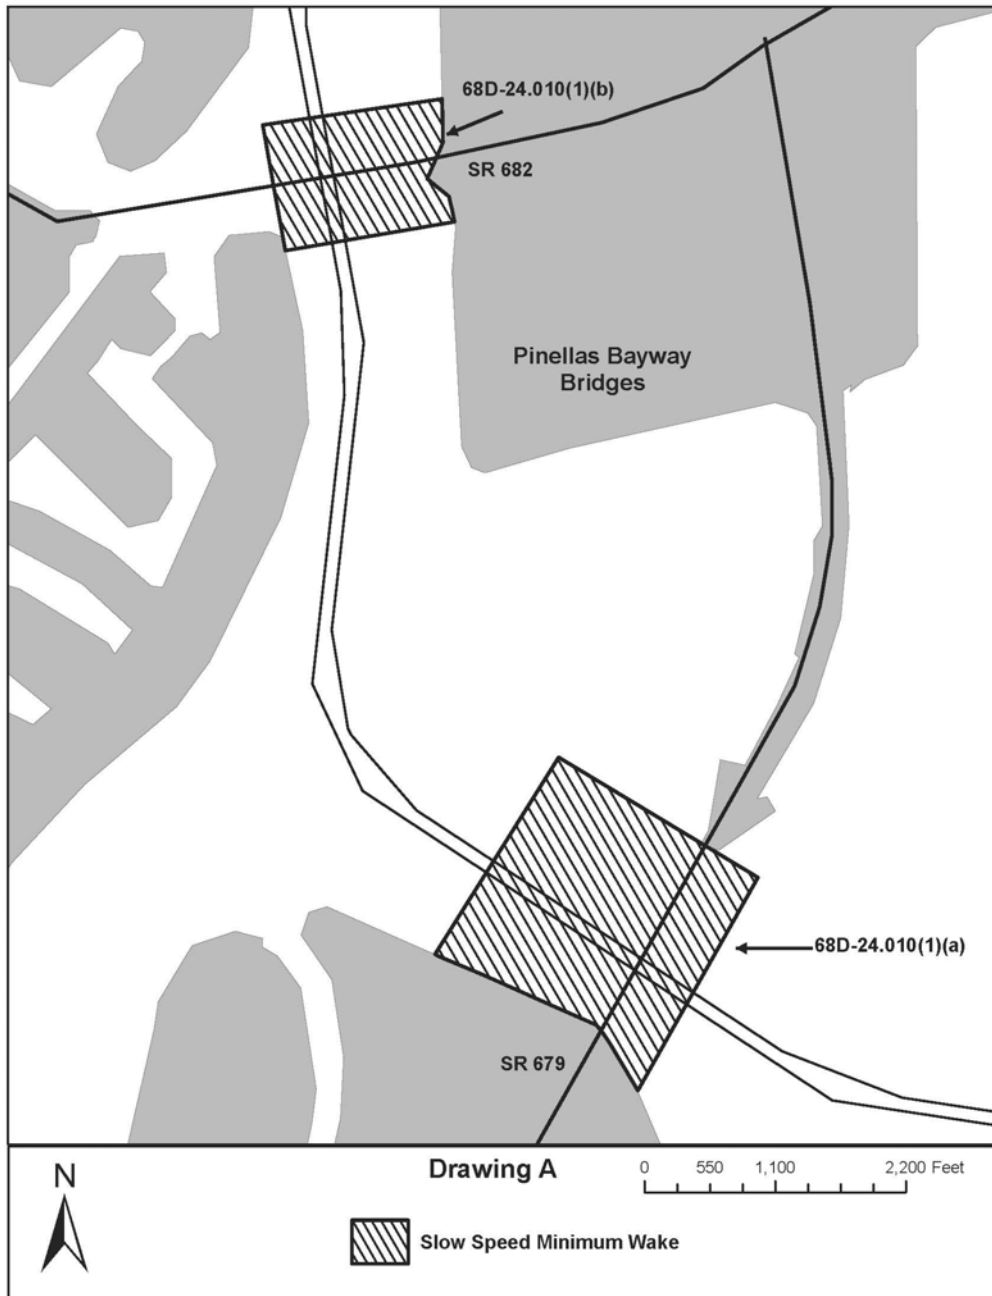 68D-24.010(1)(b)
SR 682
Pinellas Bayway
Bridges
68D-24.010(1)(a)
SR 679
N
Drawing A
0 550 1,100 2,200 Feet
Slow Speed Minimum Wake